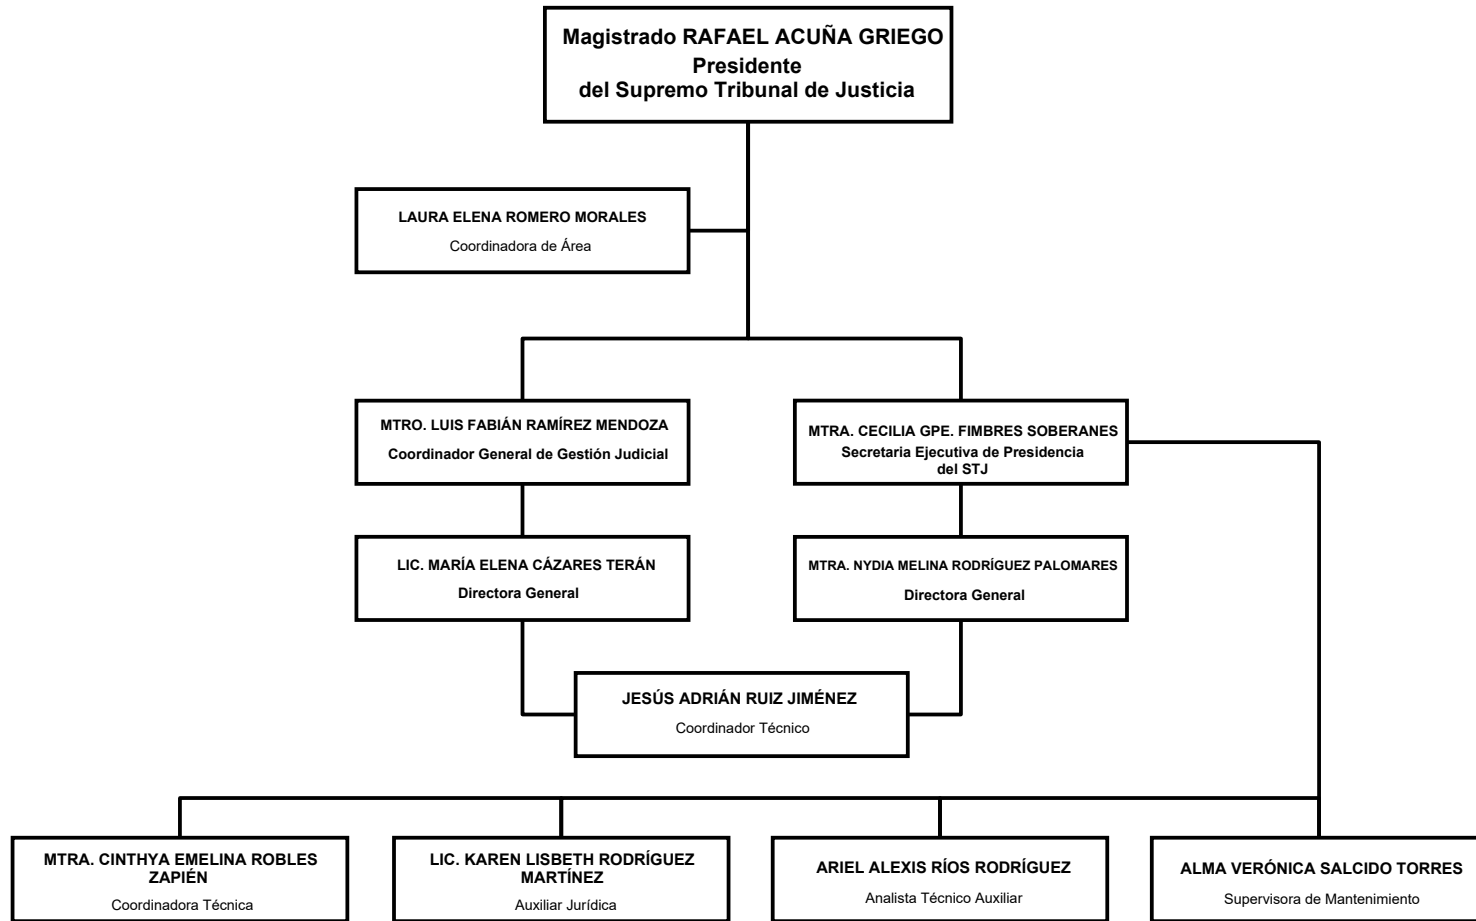 Magistrado RAFAEL ACUÑA GRIEGO
Presidente
del Supremo Tribunal de Justicia
LAURA ELENA ROMERO MORALES
Coordinadora de Área
MTRO. LUIS FABIÁN RAMÍREZ MENDOZA
Coordinador General de Gestión Judicial
MTRA. CECILIA GPE. FIMBRES SOBERANES
Secretaria Ejecutiva de Presidencia
del STJ
LIC. MARÍA ELENA CÁZARES TERÁN
Directora General
MTRA. NYDIA MELINA RODRÍGUEZ PALOMARES
Directora General
JESÚS ADRIÁN RUIZ JIMÉNEZ
Coordinador Técnico
MTRA. CINTHYA EMELINA ROBLES
ZAPIÉN
Coordinadora Técnica
LIC. KAREN LISBETH RODRÍGUEZ
MARTÍNEZ
Auxiliar Jurídica
ARIEL ALEXIS RÍOS RODRÍGUEZ
Analista Técnico Auxiliar
ALMA VERÓNICA SALCIDO TORRES
Supervisora de Mantenimiento